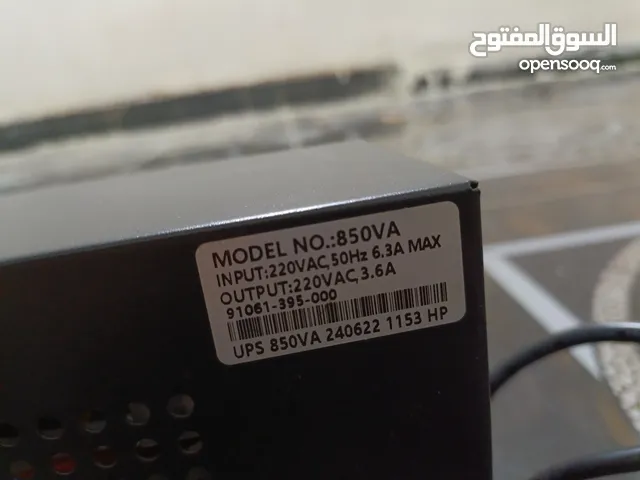 السوق المفتوح
opensooq.com
MODEL NO.:850VA
INPUT:220VAC,50Hz 6.3A MAX
OUTPUT:220VAC,3.6A
91061-395-000
UPS 850VA 240622 1153 HP